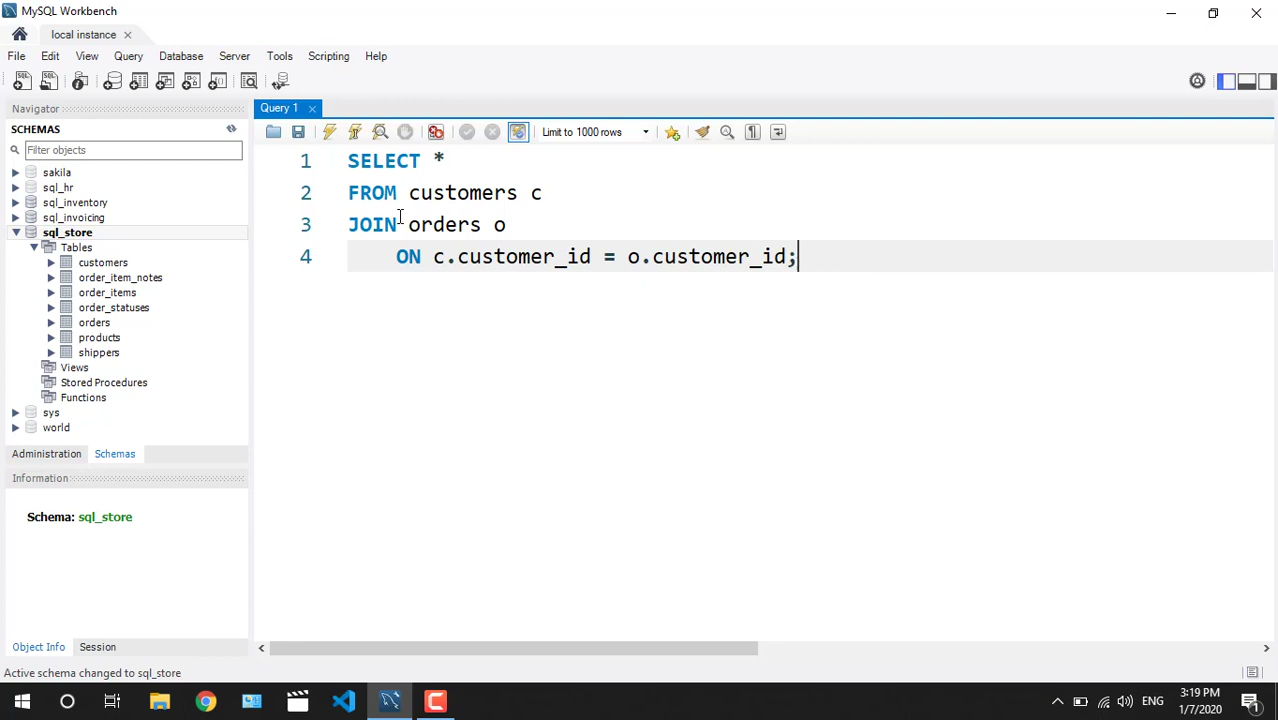 MySQL Workbench
local instance
File Edit View Query Database Server Tools Scripting Help
Navigator
SCHEMAS
Filter objects
sakila
sql_hr
sql_inventory
sql_invoicing
sql_store
Tables
customers
order_item_notes
order_items
order_statuses
orders
products
shippers
Views
Stored Procedures
Functions
sys
world
Administration Schemas
Information
Schema: sql_store
Object Info Session
Query 1
Limit to 1000 rows
1 SELECT *
2 FROM customers c
3 JOIN orders o
4 ON c.customer_id = o.customer_id;
Active schema changed to sql_store
ENG
3:19 PM
1/7/2020